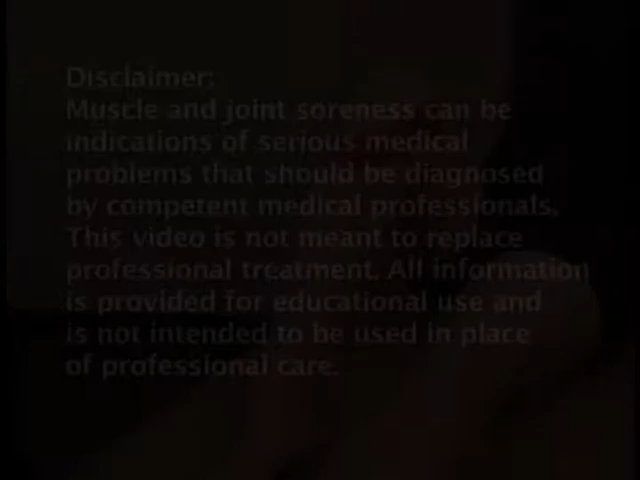 Disclaimer:
Muscle and joint soreness can be
indications of serious medical
problems that should be diagnosed
by competent medical professionals.
This video is not meant to replace
professional treatment. All information
is provided for educational use and
is not intended to be used in place
of professional care.